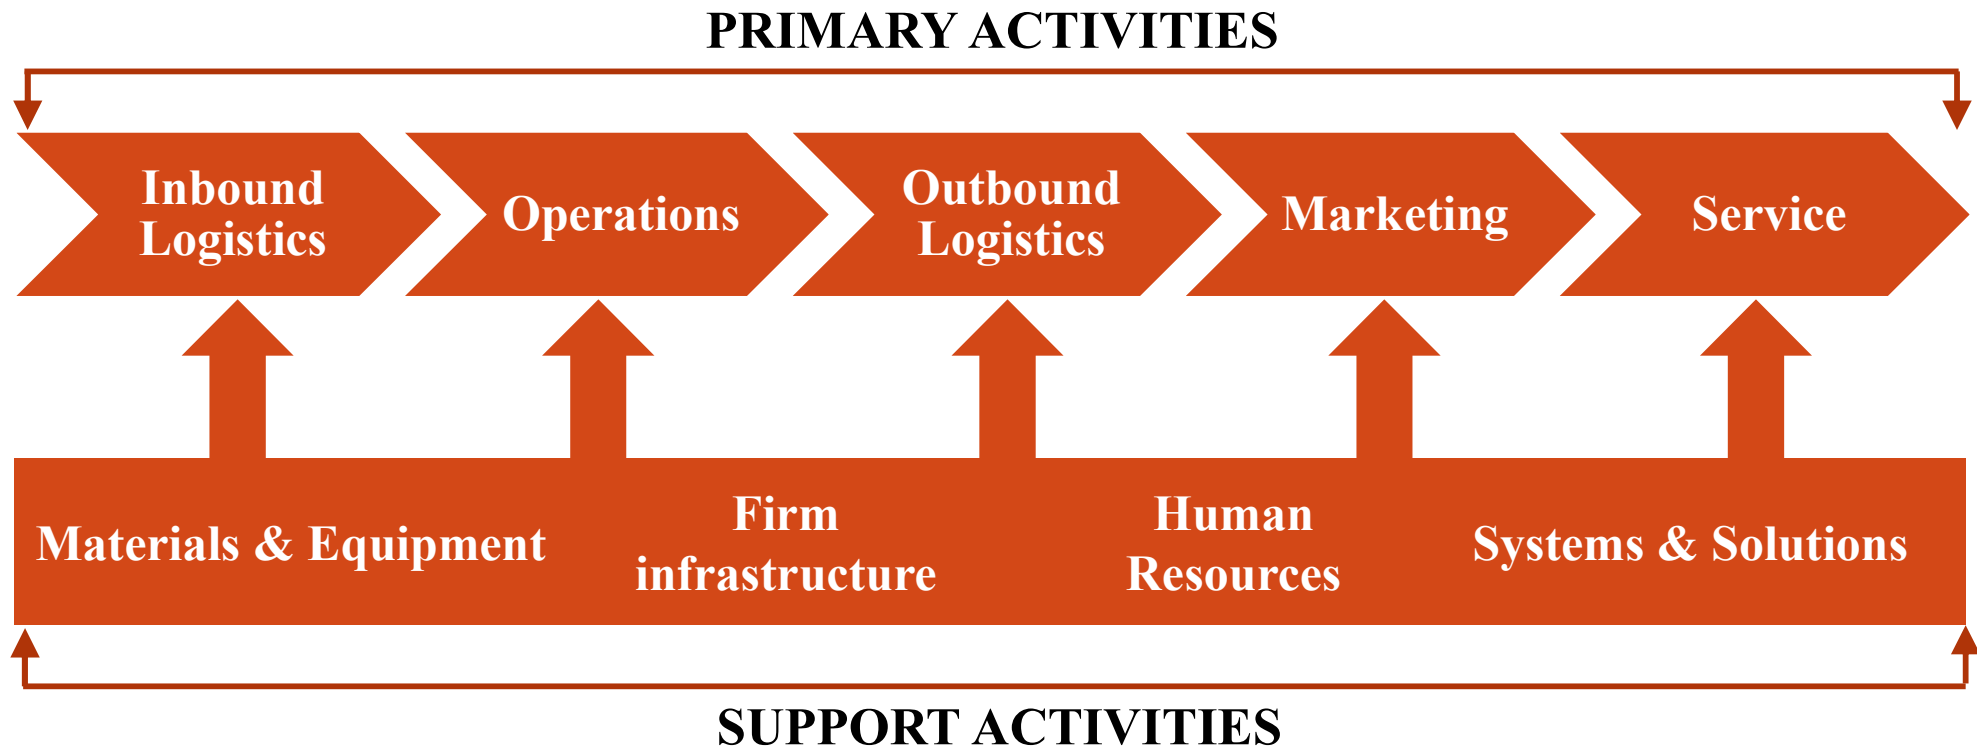 PRIMARY ACTIVITIES
Inbound
Logistics
Operations
Outbound
Logistics
Marketing
Service
Materials & Equipment
Firm
infrastructure
Human
Resources
Systems & Solutions
SUPPORT ACTIVITIES